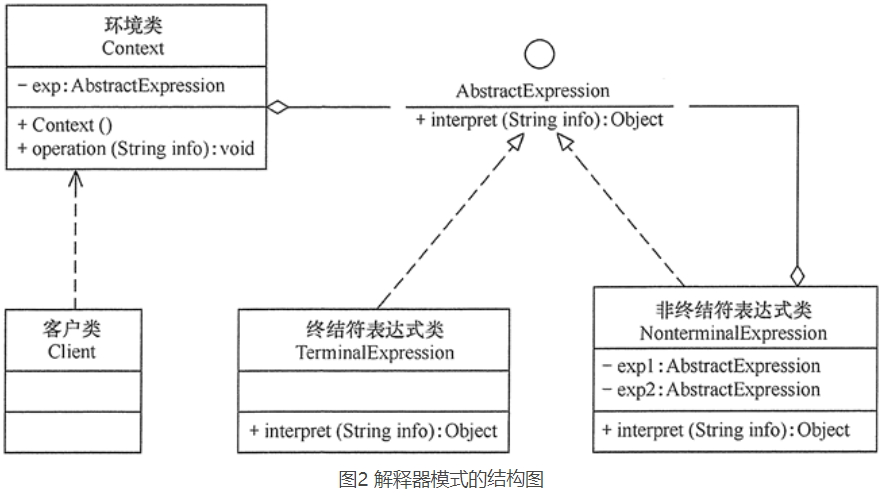 环境类
Context
- exp:AbstractExpression
+ Context()
+ operation(String info):void
AbstractExpression
+ interpret(String info):Object
客户类
Client
终结符表达式类
TerminalExpression
+ interpret(String info):Object
非终结符表达式类
NonterminalExpression
- exp1:AbstractExpression
- exp2:AbstractExpression
+ interpret(String info):Object
图2 解释器模式的结构图